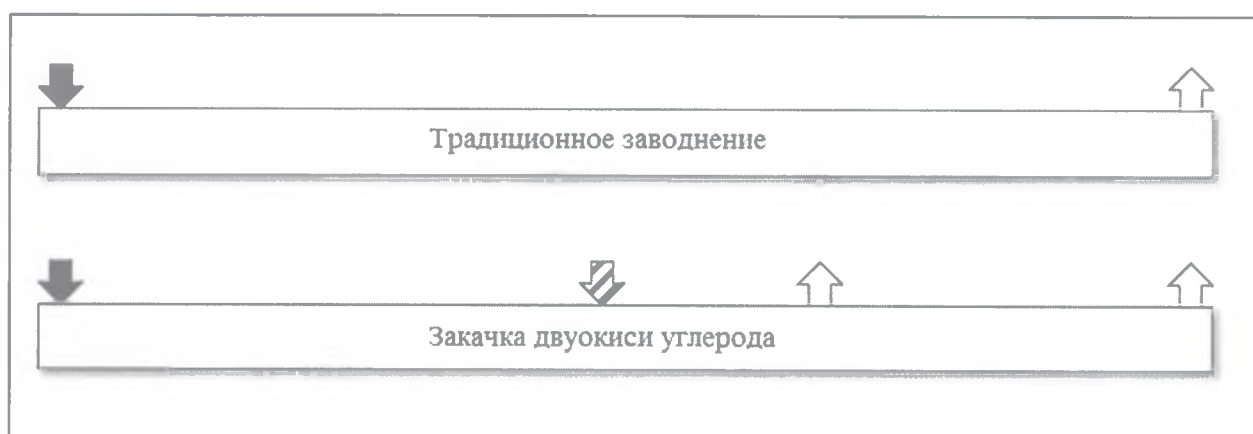 Традиционное заводнение
Закачка двуокиси углерода